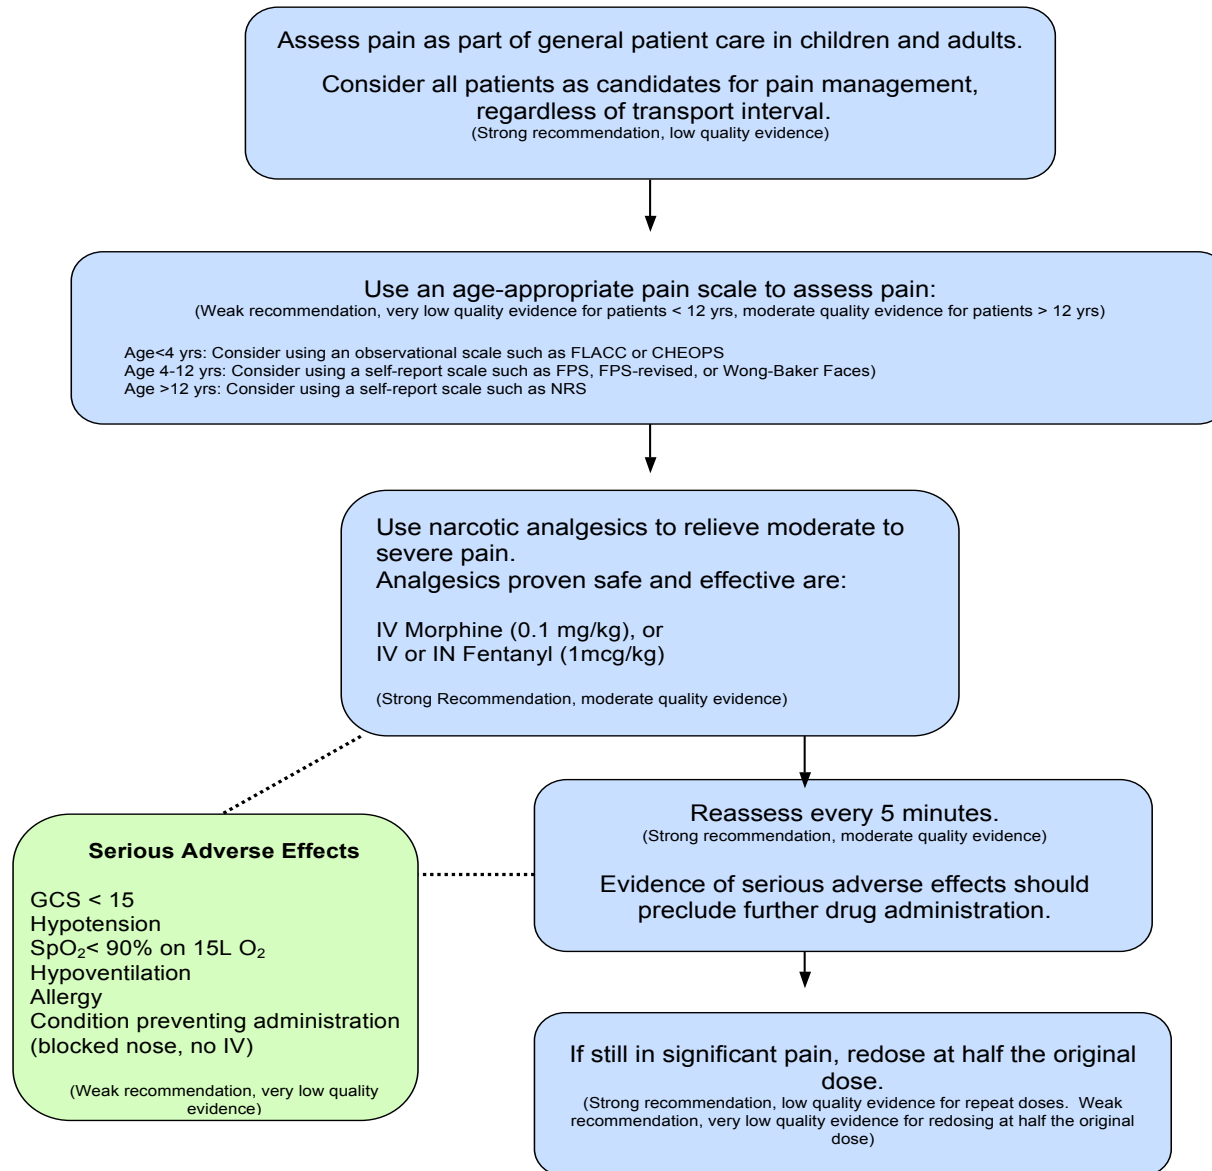 Assess pain as part of general patient care in children and adults.
Consider all patients as candidates for pain management,
regardless of transport interval.
(Strong recommendation, low quality evidence)
Use an age-appropriate pain scale to assess pain:
(Weak recommendation, very low quality evidence for patients < 12 yrs, moderate quality evidence for patients > 12 yrs)
Age<4 yrs: Consider using an observational scale such as FLACC or CHEOPS
Age 4-12 yrs: Consider using a self-report scale such as FPS, FPS-revised, or Wong-Baker Faces)
Age >12 yrs: Consider using a self-report scale such as NRS
Use narcotic analgesics to relieve moderate to
severe pain.
Analgesics proven safe and effective are:
IV Morphine (0.1 mg/kg), or
IV or IN Fentanyl (1mcg/kg)
(Strong Recommendation, moderate quality evidence)
Reassess every 5 minutes.
(Strong recommendation, moderate quality evidence)
Evidence of serious adverse effects should
preclude further drug administration.
Serious Adverse Effects
GCS < 15
Hypotension
SpO₂< 90% on 15L O₂
Hypoventilation
Allergy
Condition preventing administration
(blocked nose, no IV)
(Weak recommendation, very low quality
evidence)
If still in significant pain, redose at half the original
dose.
(Strong recommendation, low quality evidence for repeat doses.  Weak
recommendation, very low quality evidence for redosing at half the original
dose)